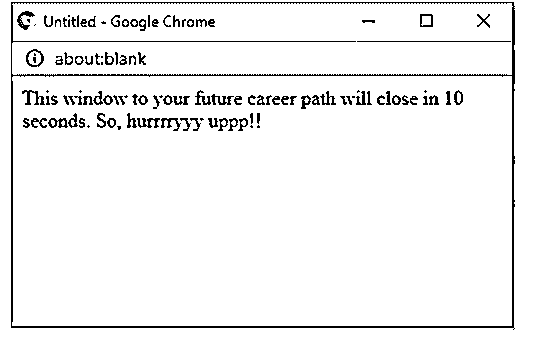 Untitled - Google Chrome
about:blank
This window to your future career path will close in 10
seconds. So, hurrrryyy uppp!!